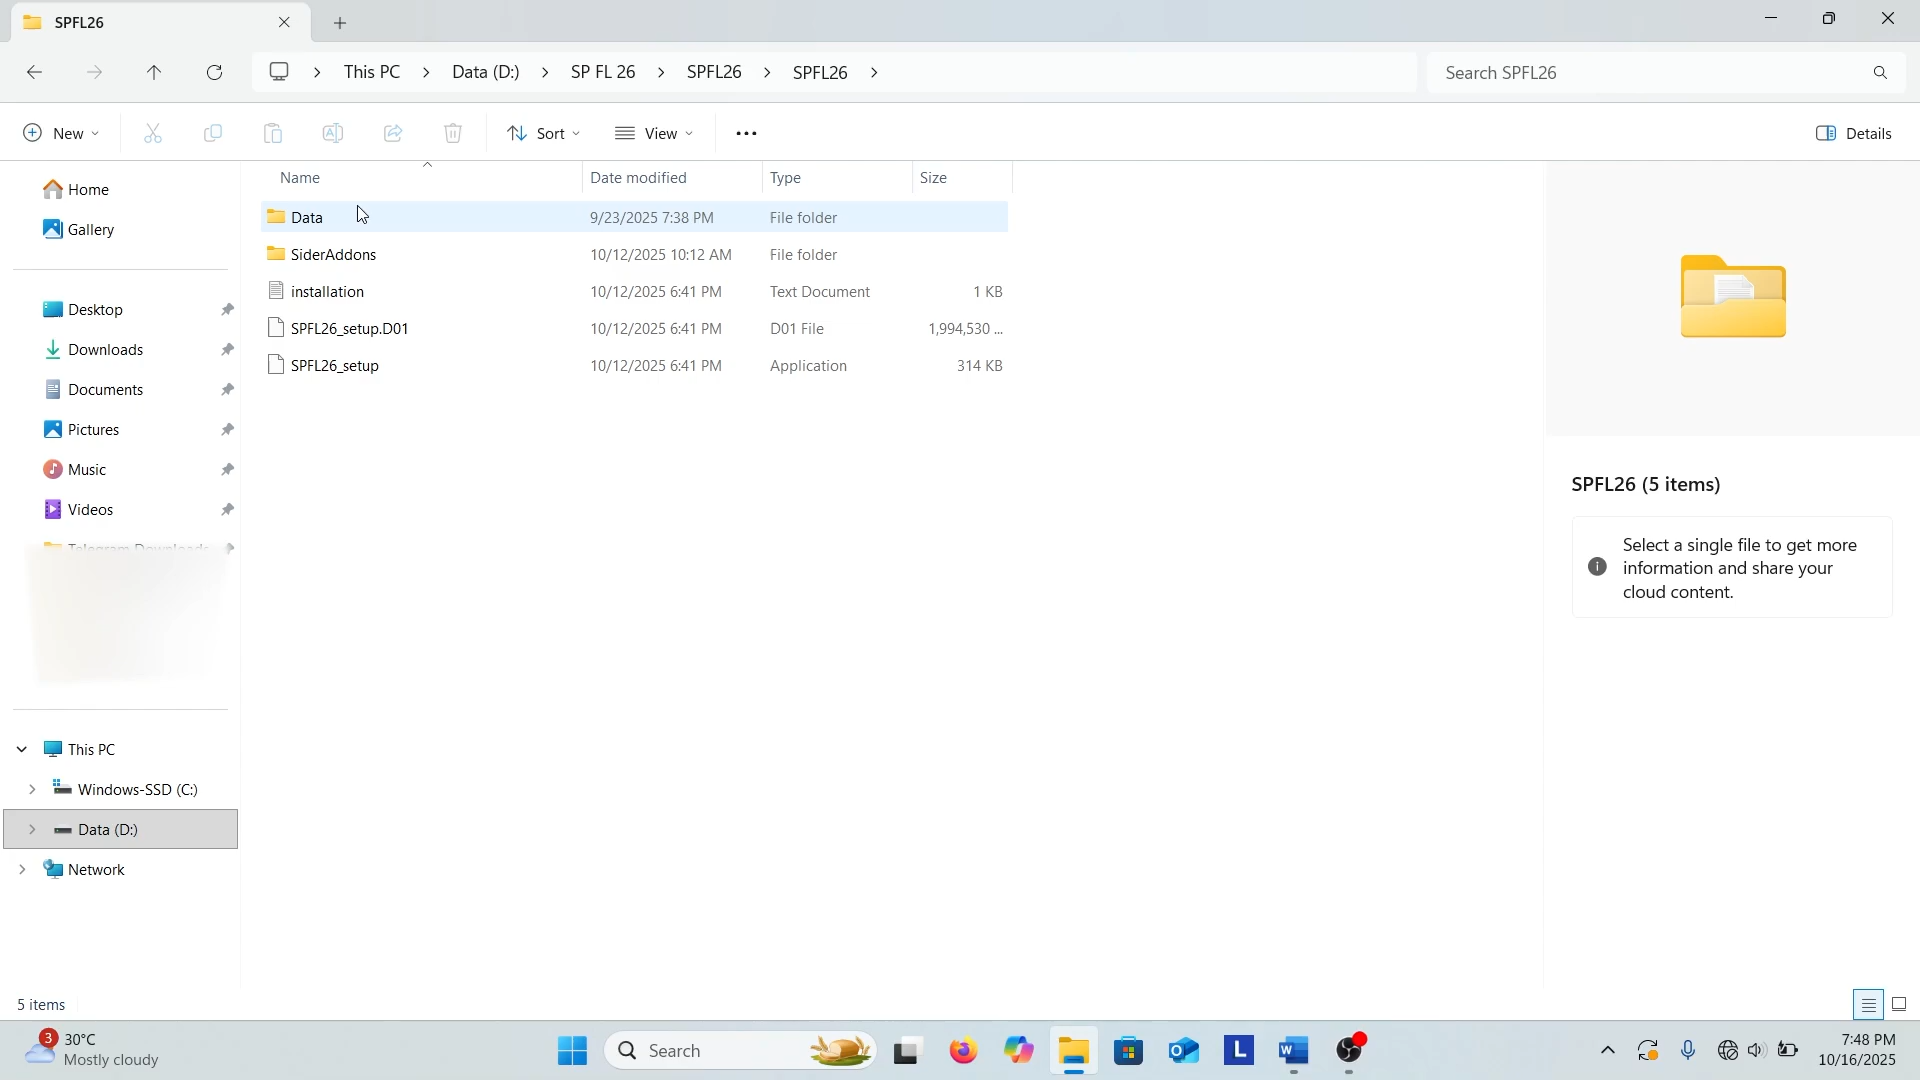 SPFL26
This PC > Data (D:) > SP FL 26 > SPFL26 > SPFL26 >
Search SPFL26
New
Sort
View
Details
Name Date modified Type Size
Data 9/23/2025 7:38 PM File folder
SiderAddons 10/12/2025 10:12 AM File folder
installation 10/12/2025 6:41 PM Text Document 1 KB
SPFL26_setup.D01 10/12/2025 6:41 PM D01 File 1,994,530 ...
SPFL26_setup 10/12/2025 6:41 PM Application 314 KB
Home
Gallery
Desktop
Downloads
Documents
Pictures
Music
Videos
Telegram Downloads
This PC
Windows-SSD (C:)
Data (D:)
Network
SPFL26 (5 items)
Select a single file to get more
information and share your
cloud content.
5 items
3
30°C
Mostly cloudy
Search
L
W
7:48 PM
10/16/2025